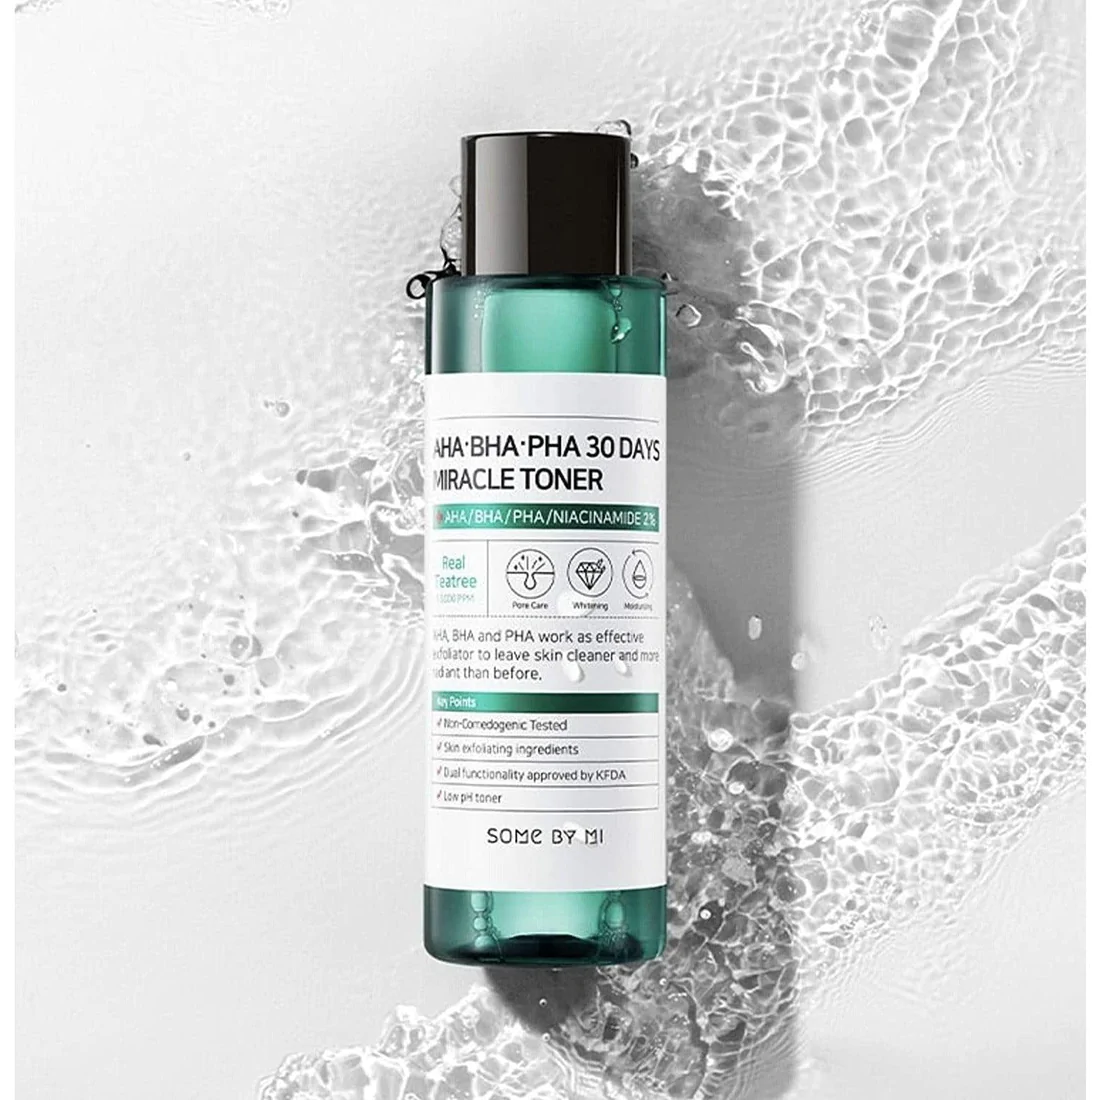 AHA·BHA·PHA 30 DAYS
MIRACLE TONER
AHA/BHA/PHA/NIACINAMIDE 2%
Real
Teatree
PPM
Pore Care
Whitening
Moisturizing
AHA, BHA and PHA work as effective
exfoliator to leave skin cleaner and more
radiant than before.
Key Points
✓ Non-Comedogenic Tested
✓ Skin exfoliating ingredients
✓ Dual functionality approved by KFDA
✓ Low pH toner
SOME BY MI